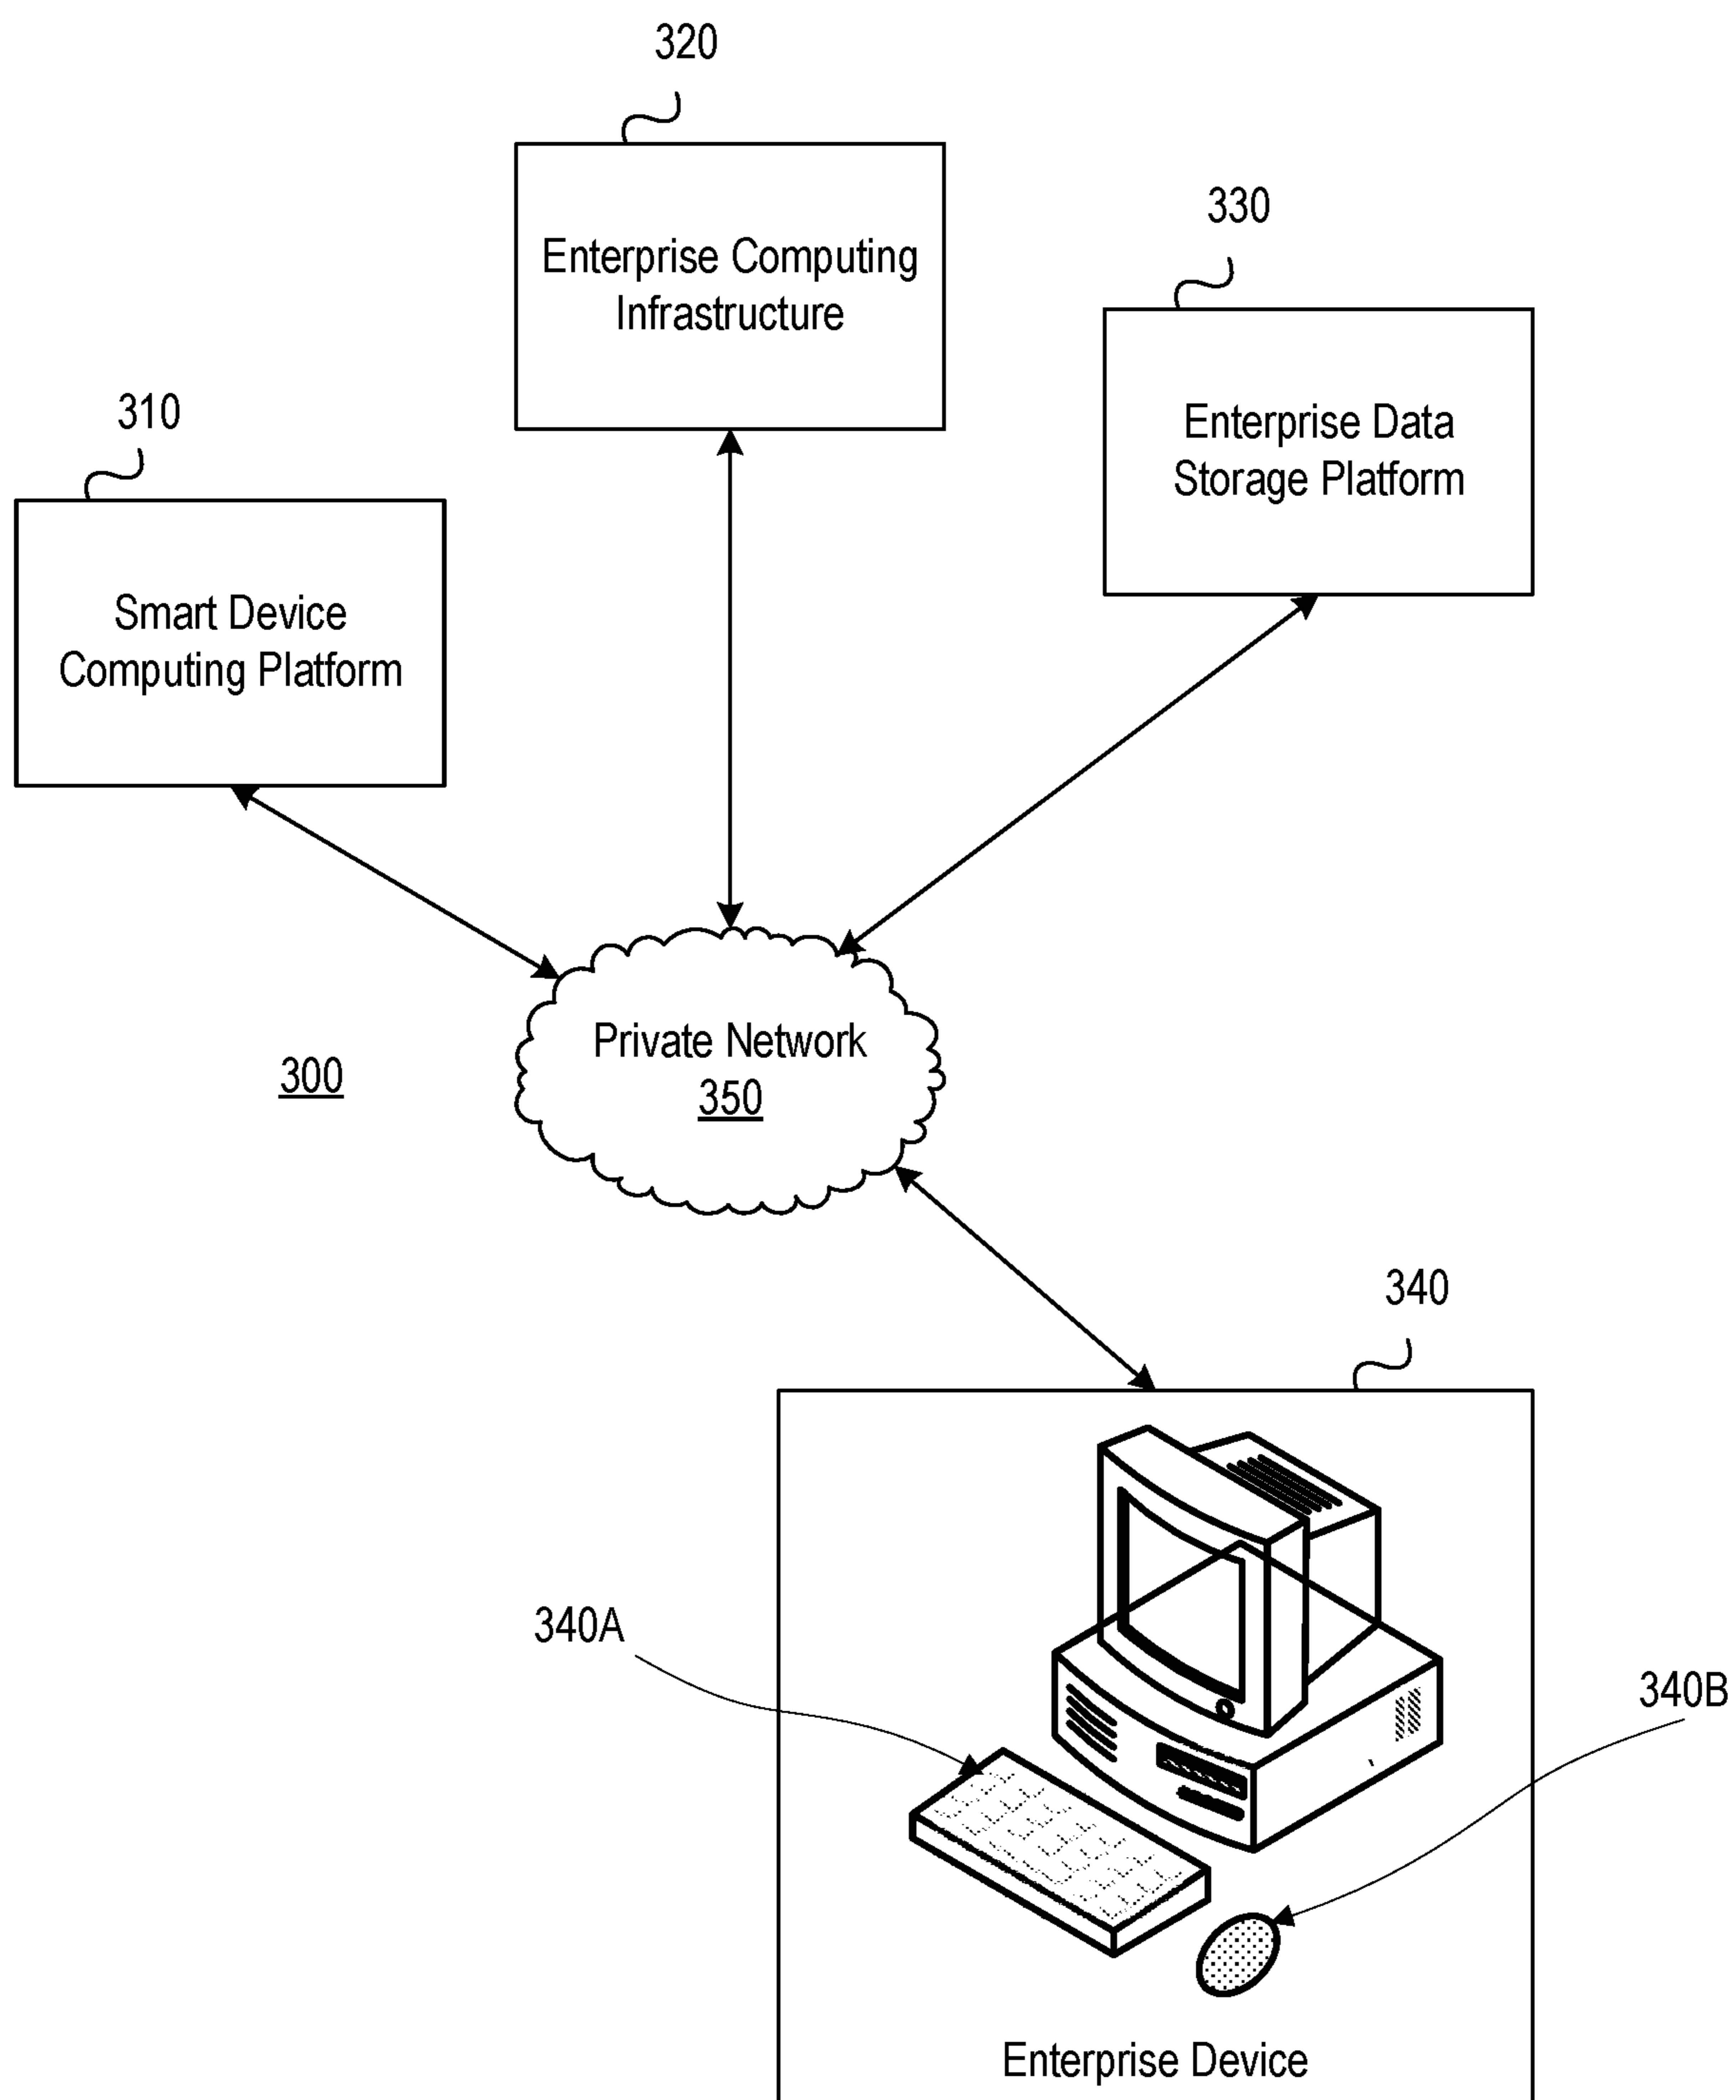 320
Enterprise Computing
Infrastructure
330
Enterprise Data
Storage Platform
310
Smart Device
Computing Platform
Private Network
350
300
340
340A
340B
Enterprise Device